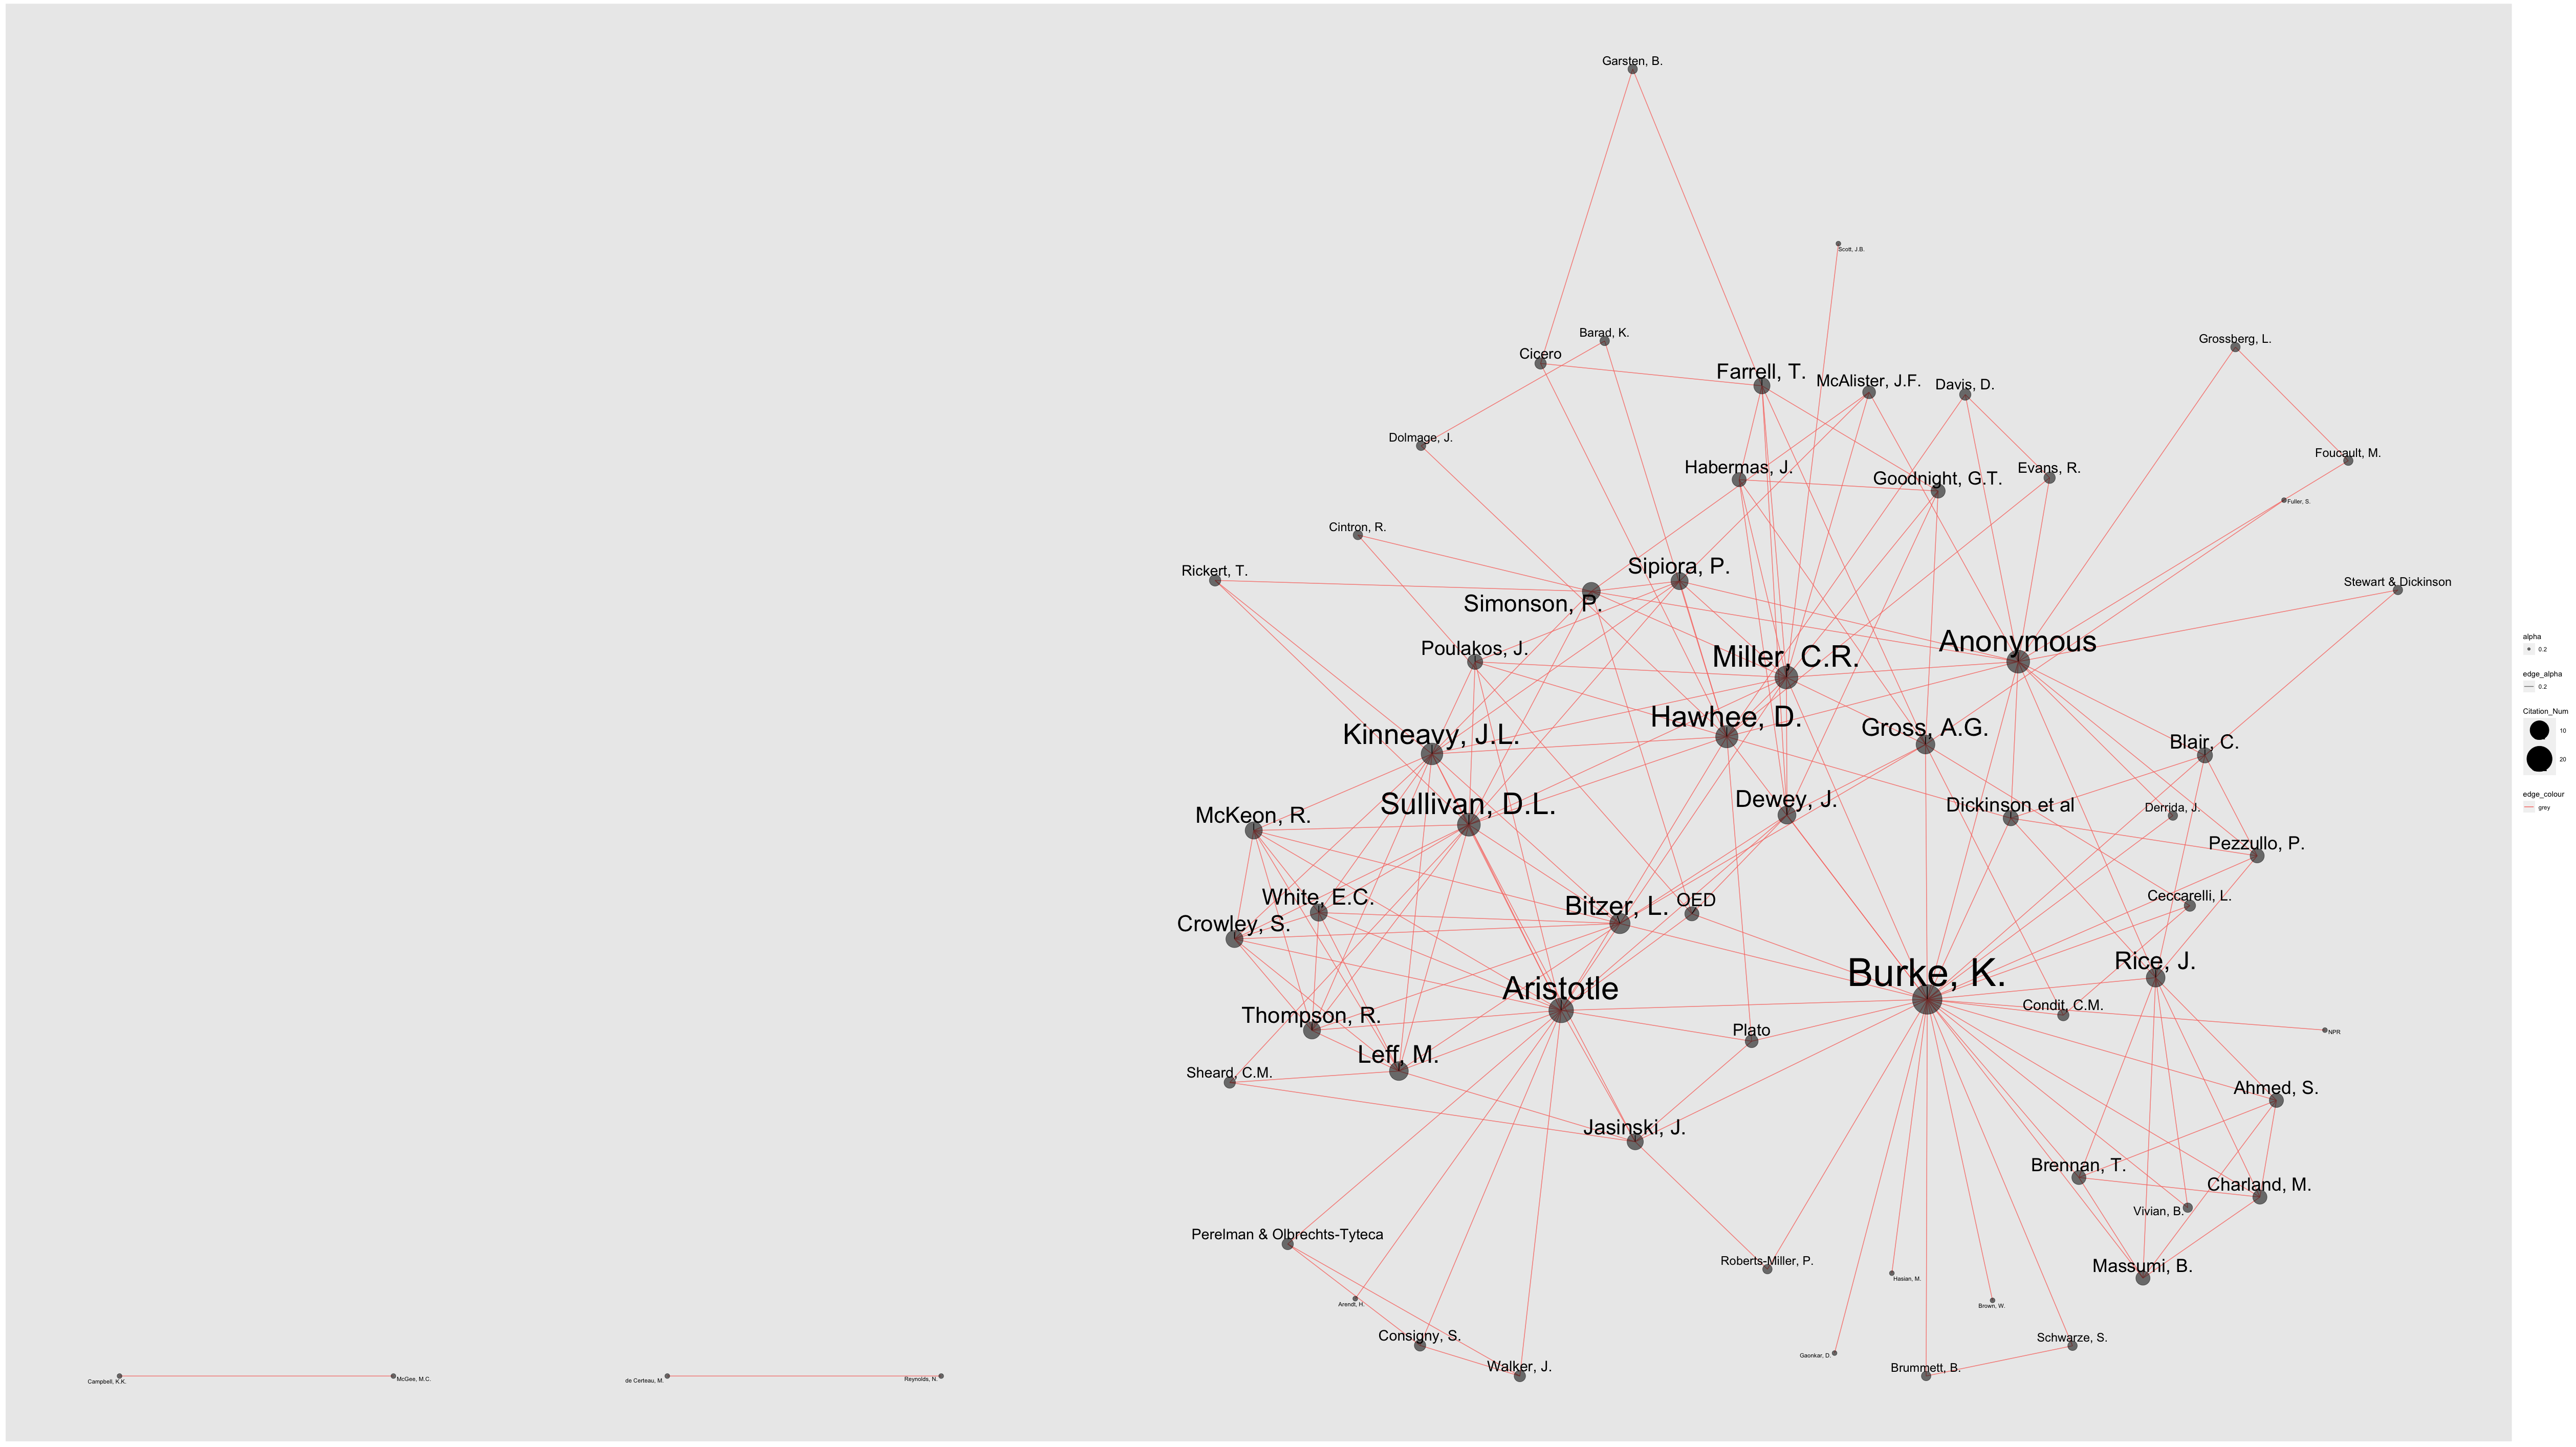 Garsten, B.
Scott, J.B.
Barad, K.
Cicero
Grossberg, L.
Farrell, T.
McAlister, J.F.
Davis, D.
Dolmage, J.
Foucault, M.
Habermas, J.
Goodnight, G.T.
Evans, R.
Fuller, S.
Cintron, R.
Rickert, T.
Sipiora, P.
Stewart & Dickinson
Simonson, P.
Poulakos, J.
Miller, C.R.
Anonymous
Hawhee, D.
Gross, A.G.
Kinneavy, J.L.
Blair, C.
Sullivan, D.L.
Dewey, J.
Dickinson et al
Derrida, J.
McKeon, R.
Pezzullo, P.
White, E.C.
Bitzer, L.
OED
Ceccarelli, L.
Crowley, S.
Rice, J.
Burke, K.
Aristotle
Condit, C.M.
Thompson, R.
Plato
NPR
Leff, M.
Sheard, C.M.
Ahmed, S.
Jasinski, J.
Brennan, T.
Charland, M.
Vivian, B.
Perelman & Olbrechts-Tyteca
Roberts-Miller, P.
Massumi, B.
Hasian, M.
Arendt, H.
Brown, W.
Consigny, S.
Schwarze, S.
Gaonkar, D.
Walker, J.
Brummett, B.
Campbell, K.K.
McGee, M.C.
de Certeau, M.
Reynolds, N.
alpha
0.2
edge_alpha
0.2
Citation_Num
10
20
edge_colour
grey